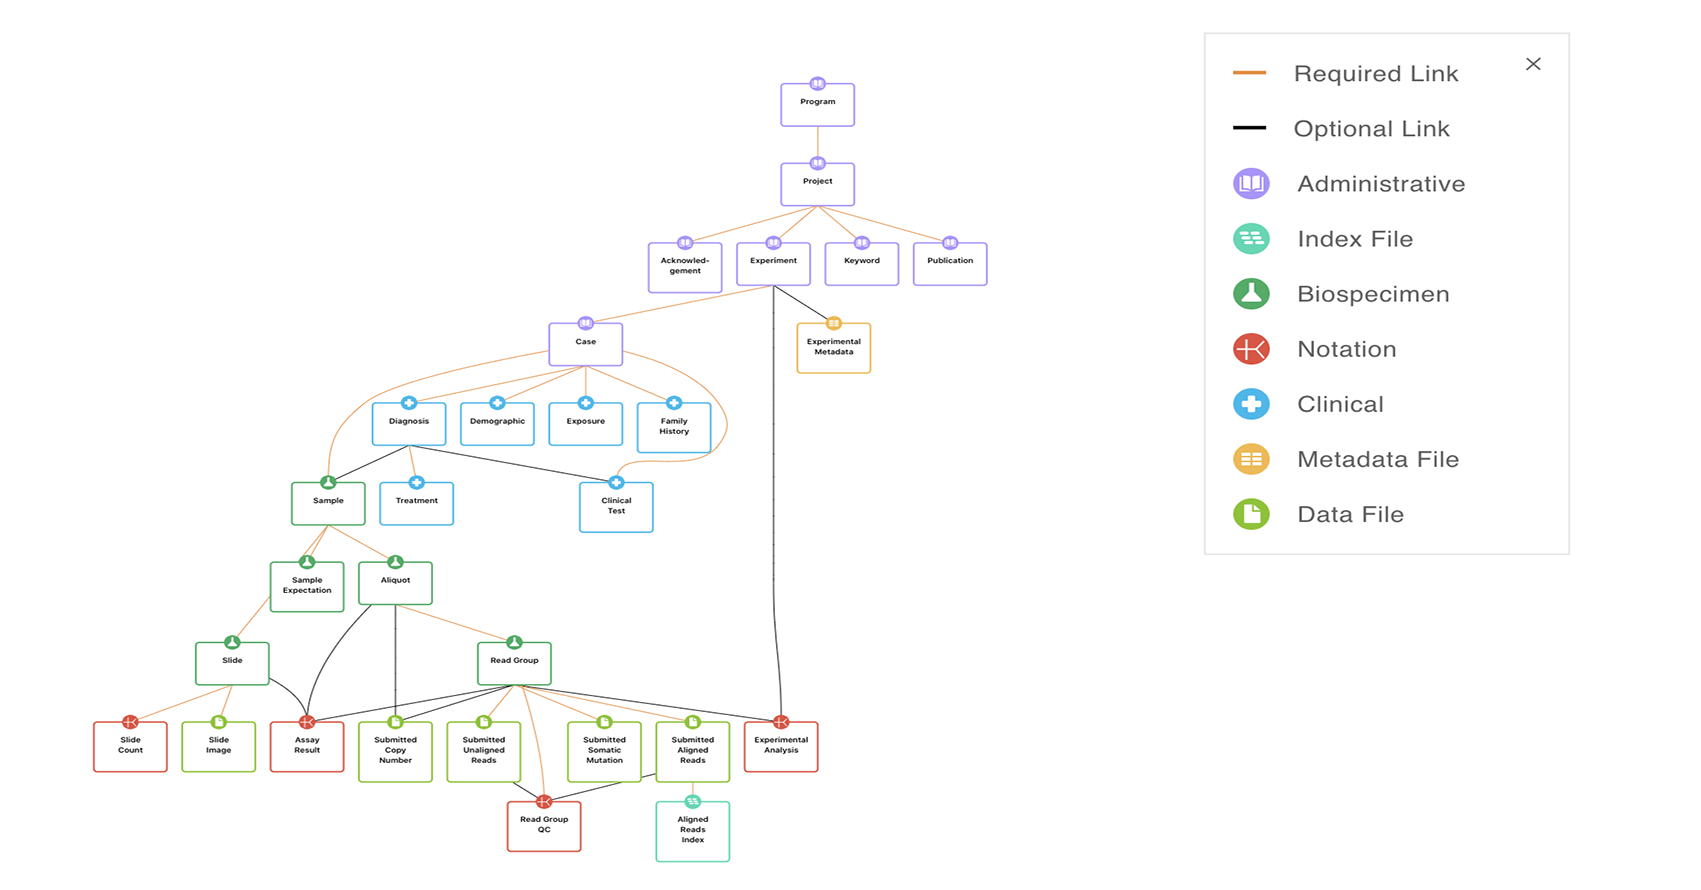 Program
Project
Acknowled-
gement
Experiment
Keyword
Publication
Case
Experimental
Metadata
Diagnosis
Demographic
Exposure
Family
History
Sample
Treatment
Clinical
Test
Sample
Expectation
Aliquot
Slide
Read Group
Slide
Count
Slide
Image
Assay
Result
Submitted
Copy
Number
Submitted
Unaligned
Reads
Submitted
Somatic
Mutation
Submitted
Aligned
Reads
Experimental
Analysis
Read Group
QC
Aligned
Reads
Index
Required Link
Optional Link
Administrative
Index File
Biospecimen
Notation
Clinical
Metadata File
Data File